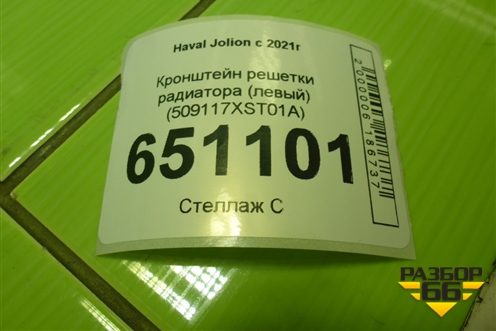 Haval Jolion с 2021г
Кронштейн решетки
радиатора (левый)
(509117XST01A)
651101
Стеллаж С
2000006186737
РАЗБОР
66